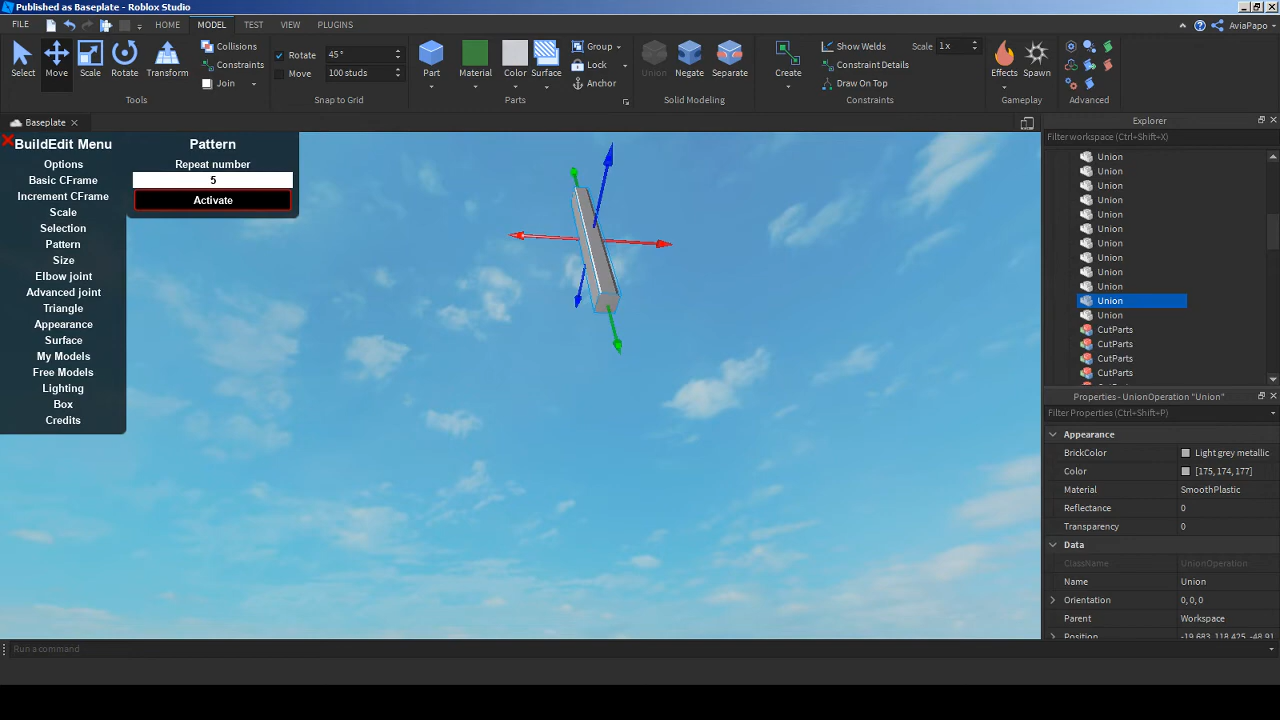 Published as Baseplate - Roblox Studio
FILE HOME MODEL TEST VIEW PLUGINS AviaPapo
Select Move Scale Rotate Transform
Collisions
Constraints
Join
Tools
Rotate 45°
Move 100 studs
Snap to Grid
Part Material Color Surface
Group
Lock
Anchor
Parts
Union Negate Separate
Solid Modeling
Create
Show Welds Scale 1x
Constraint Details
Draw On Top
Constraints
Effects Spawn
Gameplay
Advanced
Baseplate
BuildEdit Menu
Options
Basic CFrame
Increment CFrame
Scale
Selection
Pattern
Size
Elbow joint
Advanced joint
Triangle
Appearance
Surface
My Models
Free Models
Lighting
Box
Credits
Pattern
Repeat number
5
Activate
Explorer
Filter workspace (Ctrl+Shift+X)
Union
Union
Union
Union
Union
Union
Union
Union
Union
Union
Union
Union
CutParts
CutParts
CutParts
CutParts
Properties - UnionOperation "Union"
Filter Properties (Ctrl+Shift+P)
Appearance
BrickColor Light grey metallic
Color [175, 174, 177]
Material SmoothPlastic
Reflectance 0
Transparency 0
Data
ClassName UnionOperation
Name Union
Orientation 0, 0, 0
Parent Workspace
Position -19.683, 118.425, -48.91
Run a command